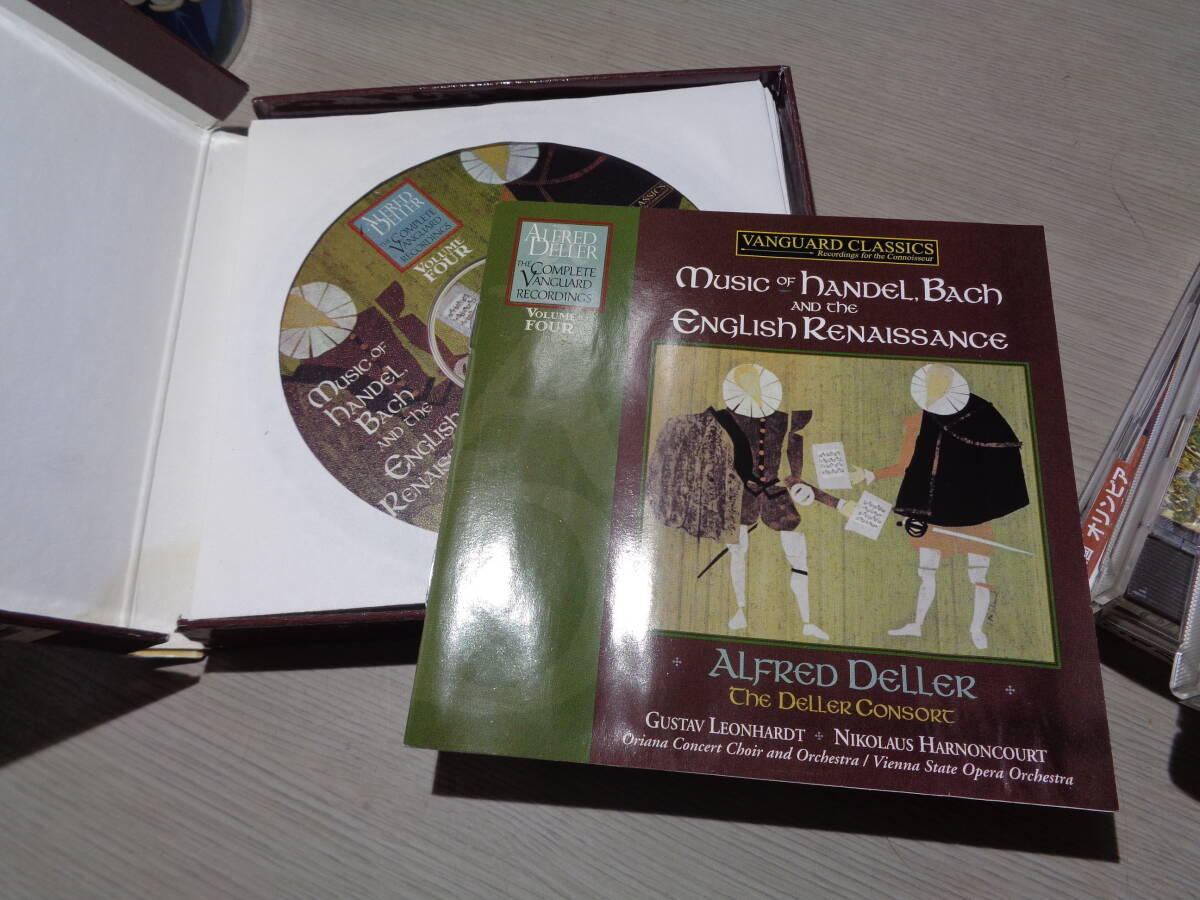 ALFRED
DELLER
THE COMPLETE
VANGUARD
RECORDINGS
VOLUME
FOUR
MUSIC OF
HANDEL,
BACH
AND THE
ENGLISH
ALFRED
DELLER
THE COMPLETE
VANGUARD
RECORDINGS
VOLUME
FOUR
VANGUARD CLASSICS
Recordings for the Connoisseur
MUSIC OF HANDEL, BACH
AND THE
ENGLISH RENAISSANCE
ALFRED DELLER
THE DELLER CONSORT
GUSTAV LEONHARDT + NIKOLAUS HARNONCOURT
Oriana Concert Choir and Orchestra / Vienna State Opera Orchestra
オリンピア